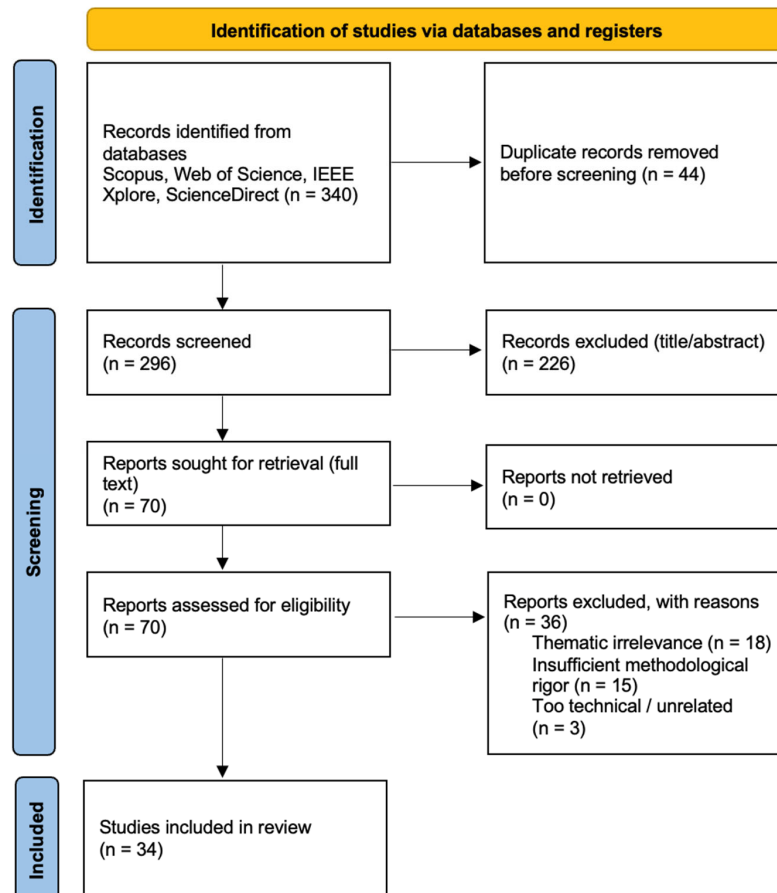 Identification of studies via databases and registers
Identification
Records identified from
databases
Scopus, Web of Science, IEEE
Xplore, ScienceDirect (n = 340)
Duplicate records removed
before screening (n = 44)
Screening
Records screened
(n = 296)
Records excluded (title/abstract)
(n = 226)
Reports sought for retrieval (full
text)
(n = 70)
Reports not retrieved
(n = 0)
Reports assessed for eligibility
(n = 70)
Reports excluded, with reasons
(n = 36)
Thematic irrelevance (n = 18)
Insufficient methodological
rigor (n = 15)
Too technical / unrelated
(n = 3)
Included
Studies included in review
(n = 34)